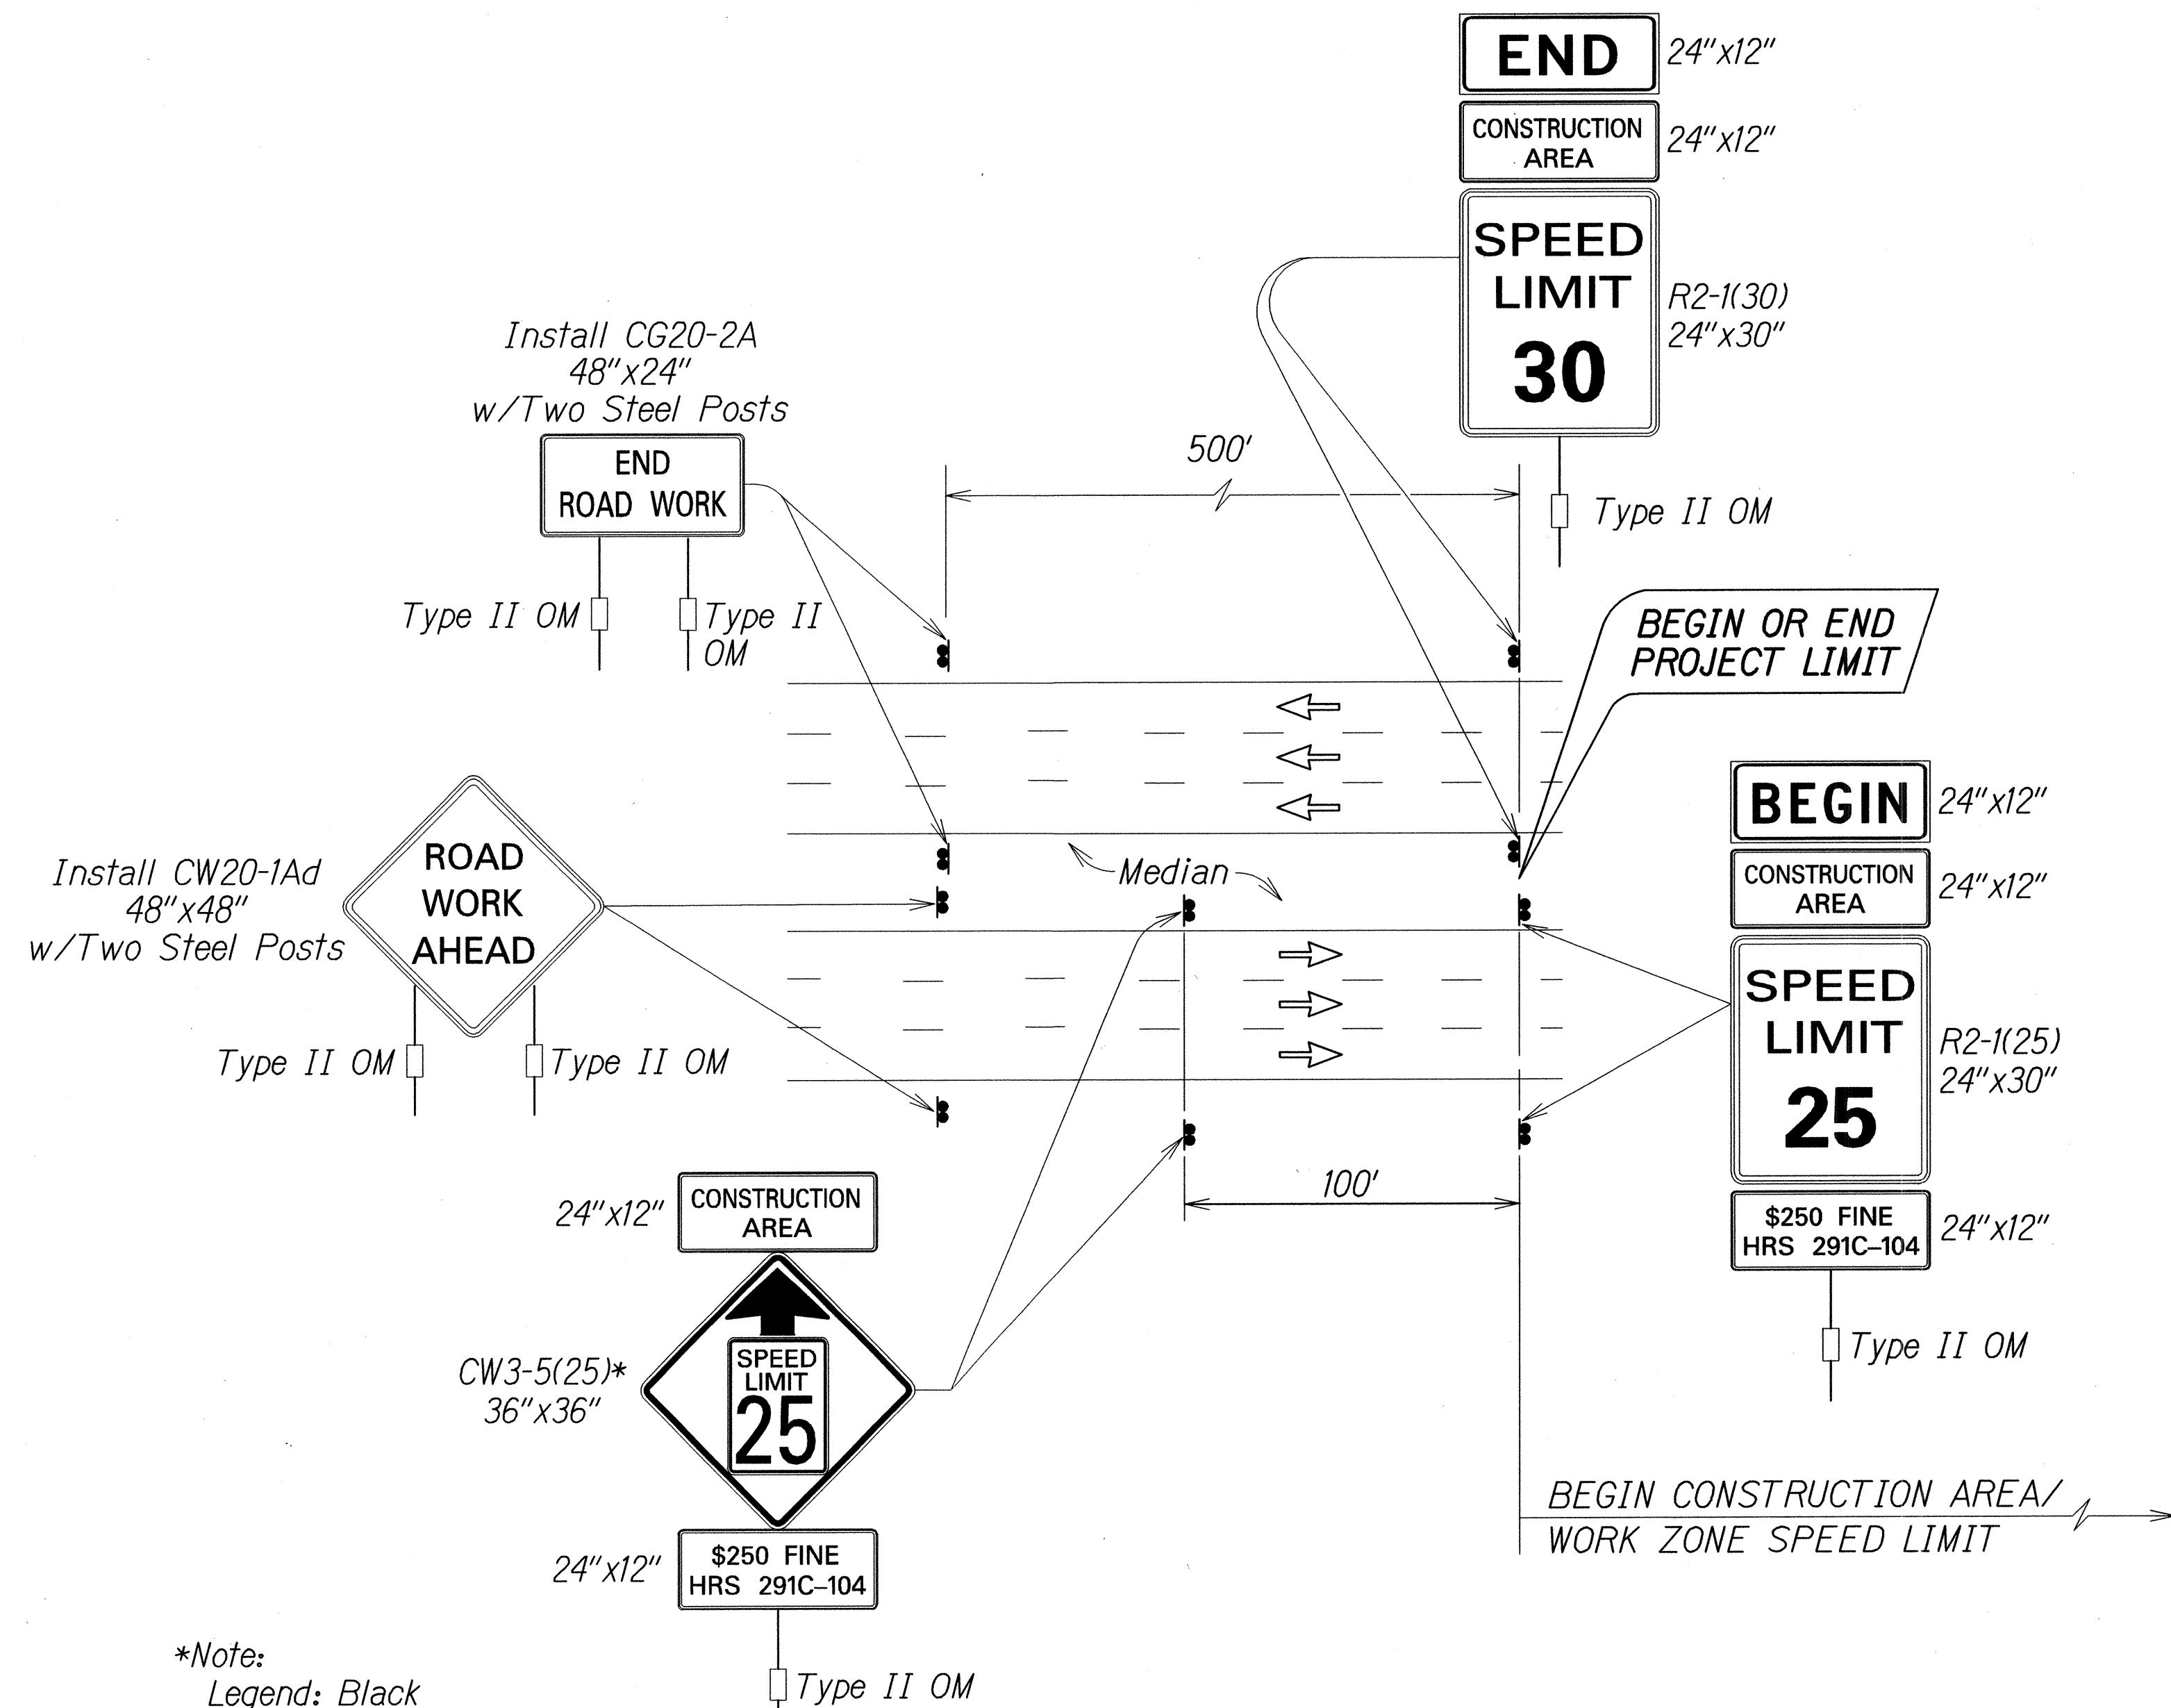 END
24"x12"
CONSTRUCTION
AREA
24"x12"
SPEED
LIMIT
30
R2-1(30)
24"x30"
Type II OM
Install CG20-2A
48"x24"
w/Two Steel Posts
END
ROAD WORK
Type II OM
Type II
OM
500'
BEGIN OR END
PROJECT LIMIT
Install CW20-1Ad
48"x48"
w/Two Steel Posts
ROAD
WORK
AHEAD
Type II OM
Type II OM
Median
BEGIN
24"x12"
CONSTRUCTION
AREA
24"x12"
SPEED
LIMIT
25
R2-1(25)
24"x30"
$250 FINE
HRS 291C-104
24"x12"
Type II OM
100'
24"x12"
CONSTRUCTION
AREA
CW3-5(25)*
36"x36"
SPEED
LIMIT
25
24"x12"
$250 FINE
HRS 291C-104
Type II OM
BEGIN CONSTRUCTION AREA/
WORK ZONE SPEED LIMIT
*Note:
Legend: Black